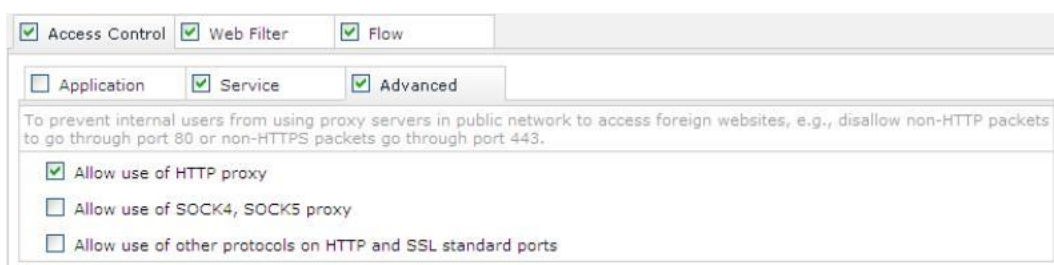 Access Control Web Filter Flow
Application Service Advanced
To prevent internal users from using proxy servers in public network to access foreign websites, e.g., disallow non-HTTP packets
to go through port 80 or non-HTTPS packets go through port 443.
Allow use of HTTP proxy
Allow use of SOCK4, SOCK5 proxy
Allow use of other protocols on HTTP and SSL standard ports